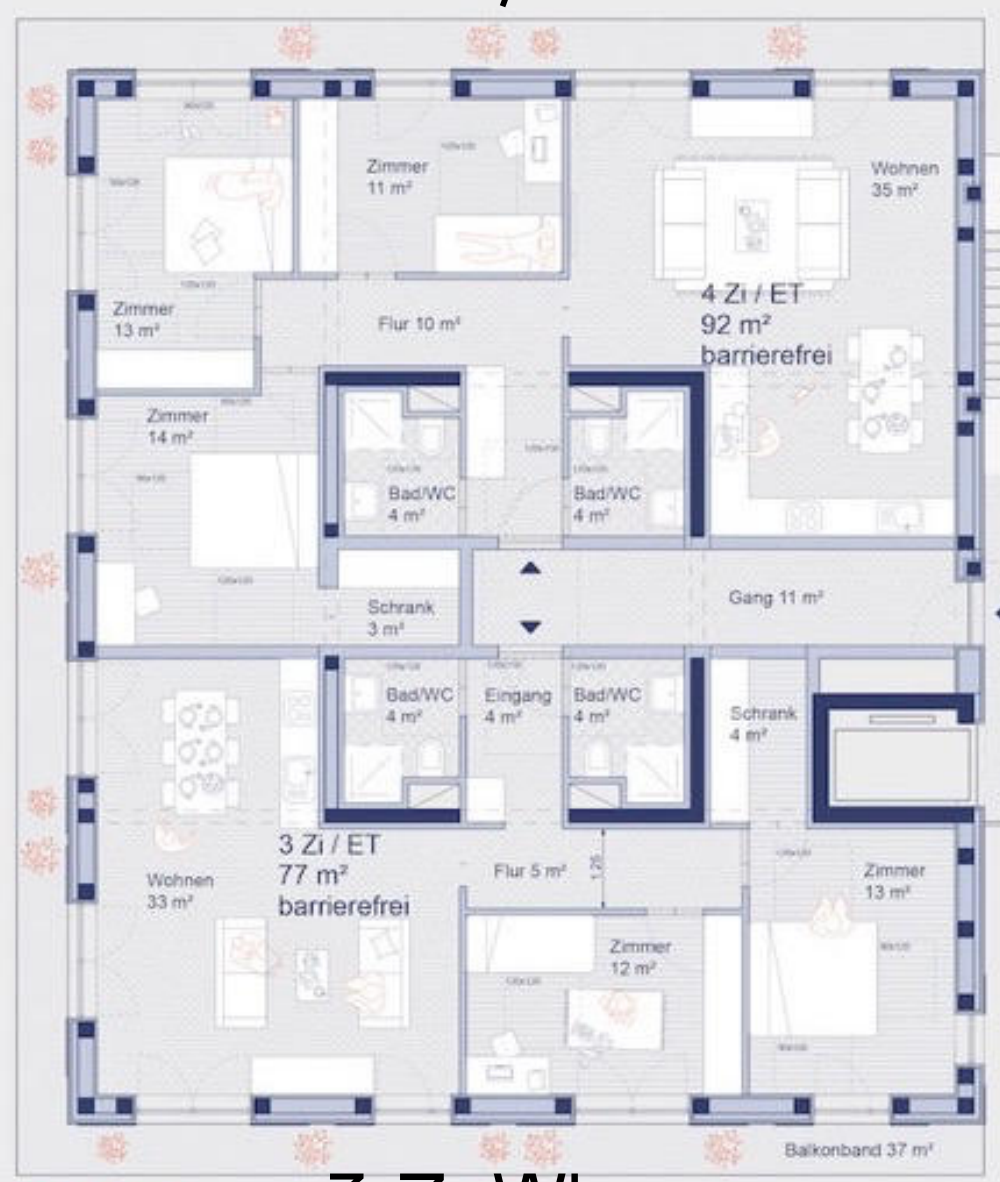 Zimmer
11 m²
Wohnen
35 m²
Zimmer
13 m²
Flur 10 m²
4 Zi / ET
92 m²
barrierefrei
Zimmer
14 m²
Bad/WC
4 m²
Bad/WC
4 m²
Schrank
3 m²
Gang 11 m²
Bad/WC
4 m²
Eingang
4 m²
Bad/WC
4 m²
Schrank
4 m²
3 Zi / ET
77 m²
barrierefrei
Wohnen
33 m²
Flur 5 m²
1.25
Zimmer
13 m²
Zimmer
12 m²
Balkonband 37 m²